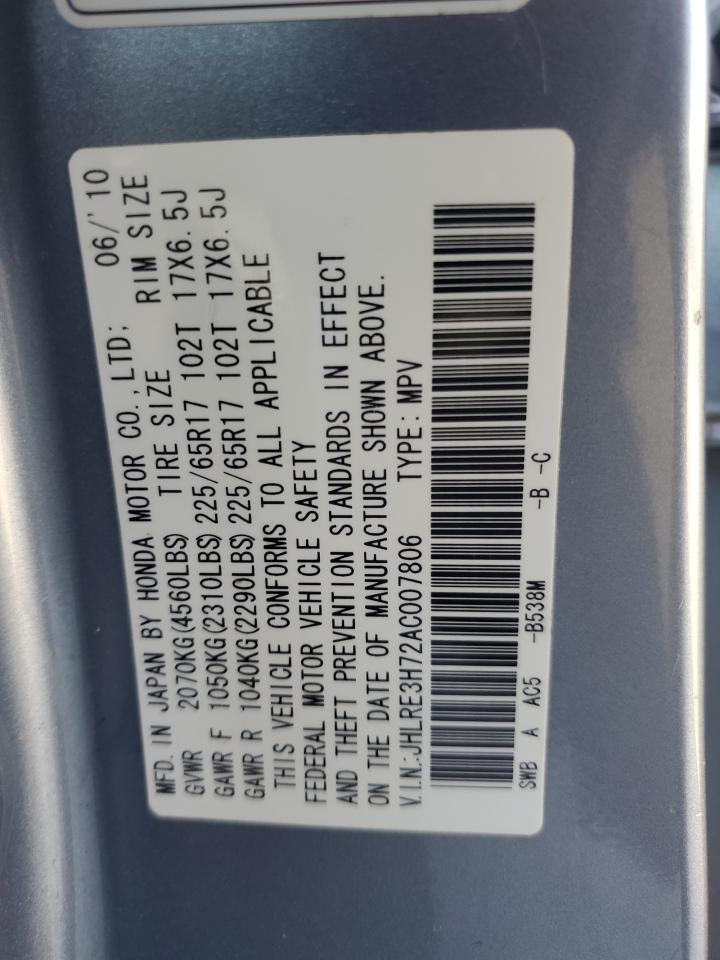 MFD. IN JAPAN BY HONDA MOTOR CO., LTD; 06/'10
GVWR 2070KG(4560LBS) TIRE SIZE RIM SIZE
GAWR F 1050KG(2310LBS) 225/65R17 102T 17X6.5J
GAWR R 1040KG(2290LBS) 225/65R17 102T 17X6.5J
THIS VEHICLE CONFORMS TO ALL APPLICABLE
FEDERAL MOTOR VEHICLE SAFETY
AND THEFT PREVENTION STANDARDS IN EFFECT
ON THE DATE OF MANUFACTURE SHOWN ABOVE.
V.I.N.:JHLRE3H72AC007806 TYPE: MPV
SWB A AC5 -B538M -B -C